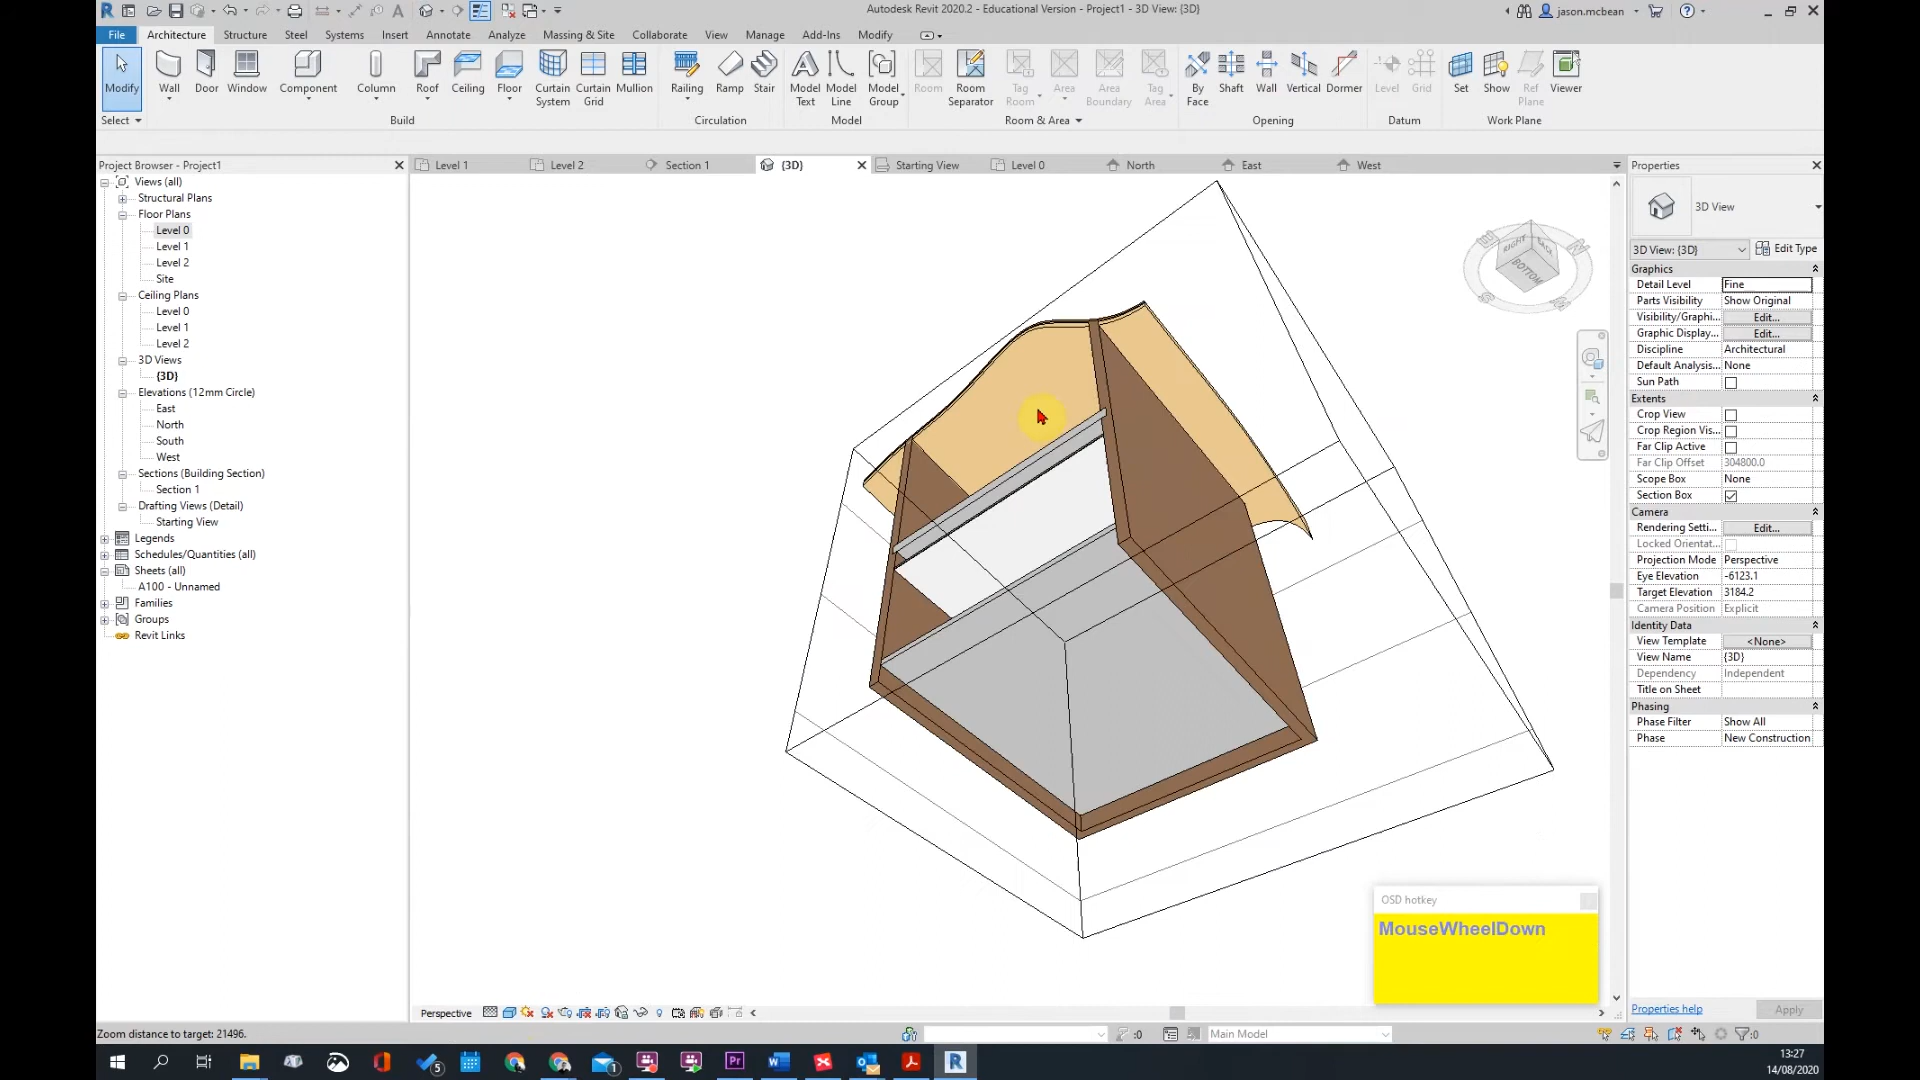 Autodesk Revit 2020.2 - Educational Version - Project1 - 3D View: {3D}
jason.mcbean
File
Architecture
Structure
Steel
Systems
Insert
Annotate
Analyze
Massing & Site
Collaborate
View
Manage
Add-Ins
Modify
Modify
Wall
Door
Window
Component
Column
Roof
Ceiling
Floor
Curtain System
Curtain Grid
Mullion
Railing
Ramp
Stair
Model Text
Model Line
Model Group
Room
Room Separator
Tag Room
Area
Area Boundary
Tag Area
By Face
Shaft
Wall
Vertical
Dormer
Level
Grid
Set
Show
Ref Plane
Viewer
Select
Build
Circulation
Model
Room & Area
Opening
Datum
Work Plane
Project Browser - Project1
Views (all)
Structural Plans
Floor Plans
Level 0
Level 1
Level 2
Site
Ceiling Plans
Level 0
Level 1
Level 2
3D Views
{3D}
Elevations (12mm Circle)
East
North
South
West
Sections (Building Section)
Section 1
Drafting Views (Detail)
Starting View
Legends
Schedules/Quantities (all)
Sheets (all)
A100 - Unnamed
Families
Groups
Revit Links
Level 1
Level 2
Section 1
{3D}
Starting View
Level 0
North
East
West
RIGHT
BACK
BOTTOM
Properties
3D View
3D View: {3D}
Edit Type
Graphics
Detail Level Fine
Parts Visibility Show Original
Visibility/Graphi... Edit...
Graphic Display... Edit...
Discipline Architectural
Default Analysis... None
Sun Path
Extents
Crop View
Crop Region Vis...
Far Clip Active
Far Clip Offset 304800.0
Scope Box None
Section Box
Camera
Rendering Setti... Edit...
Locked Orientat...
Projection Mode Perspective
Eye Elevation -6123.1
Target Elevation 3184.2
Camera Position Explicit
Identity Data
View Template <None>
View Name {3D}
Dependency Independent
Title on Sheet
Phasing
Phase Filter Show All
Phase New Construction
Properties help
Apply
OSD hotkey
MouseWheelDown
Perspective
Zoom distance to target: 21496.
:0
Main Model
:0
5
1
Pr
13:27
14/08/2020